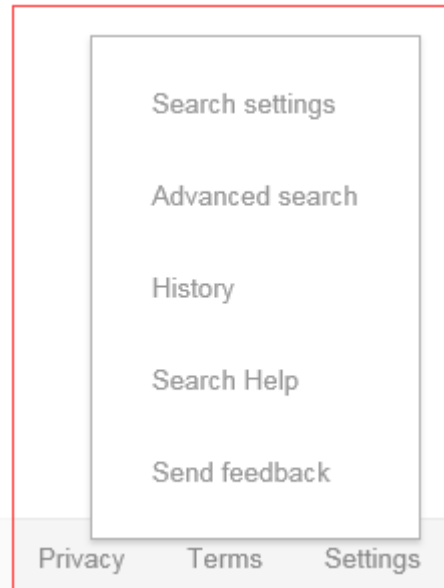 Search settings
Advanced search
History
Search Help
Send feedback
Privacy Terms Settings